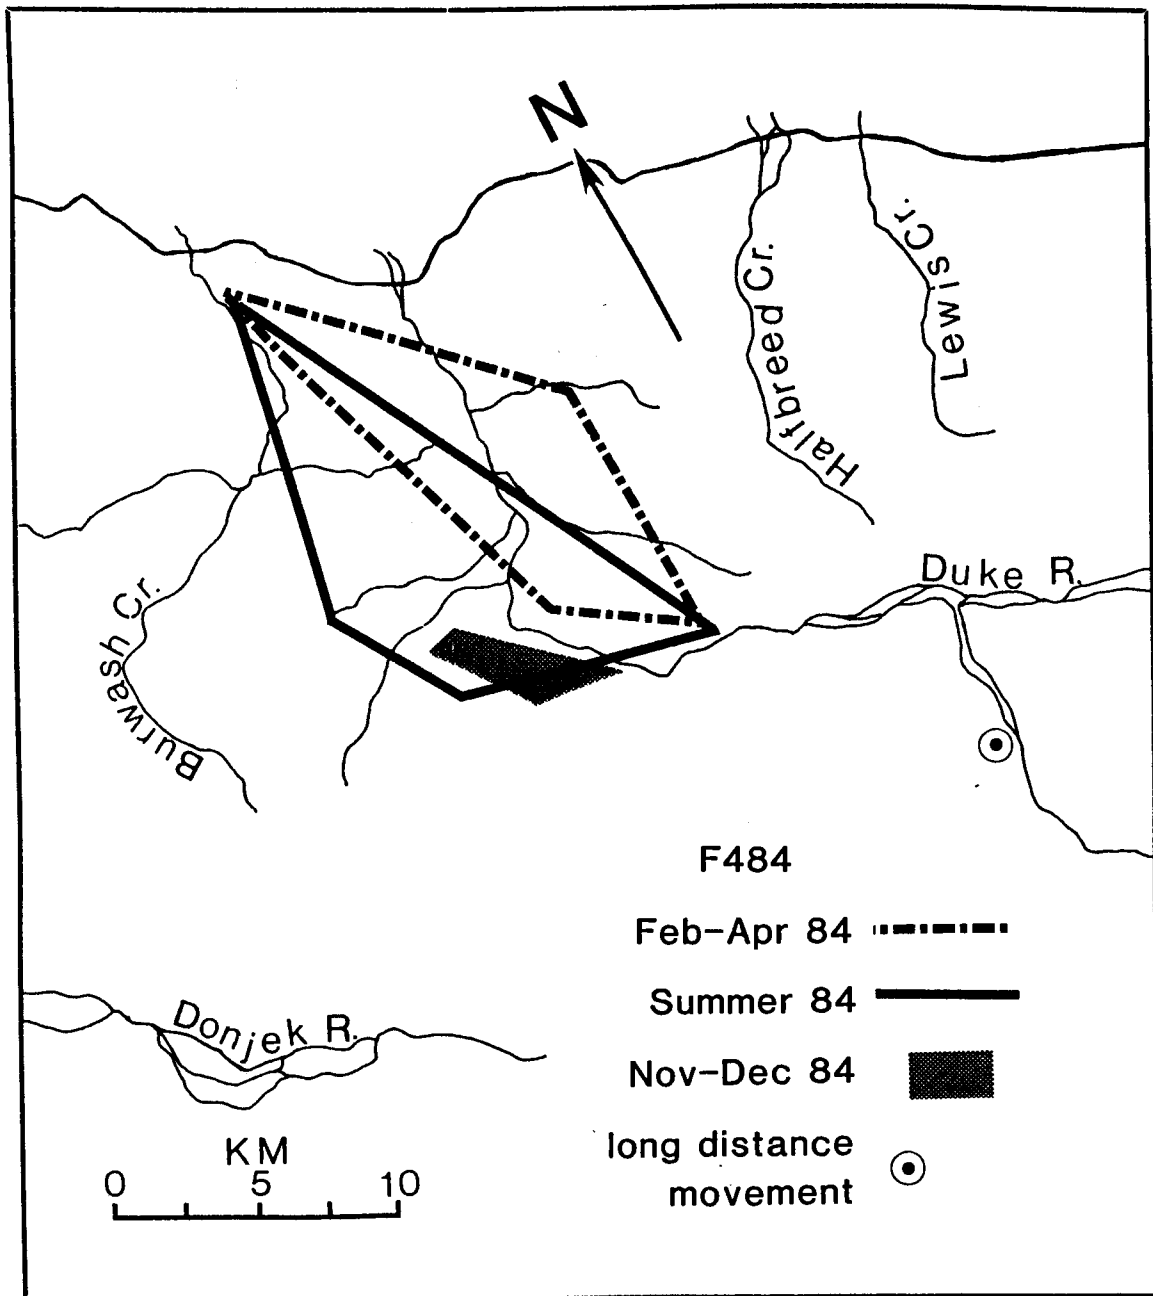 N
Halfbreed Cr.
Lewis Cr.
Duke R.
Burwash Cr.
F484
Feb-Apr 84
Summer 84
Nov-Dec 84
long distance
movement
Donjek R.
KM
0 5 10